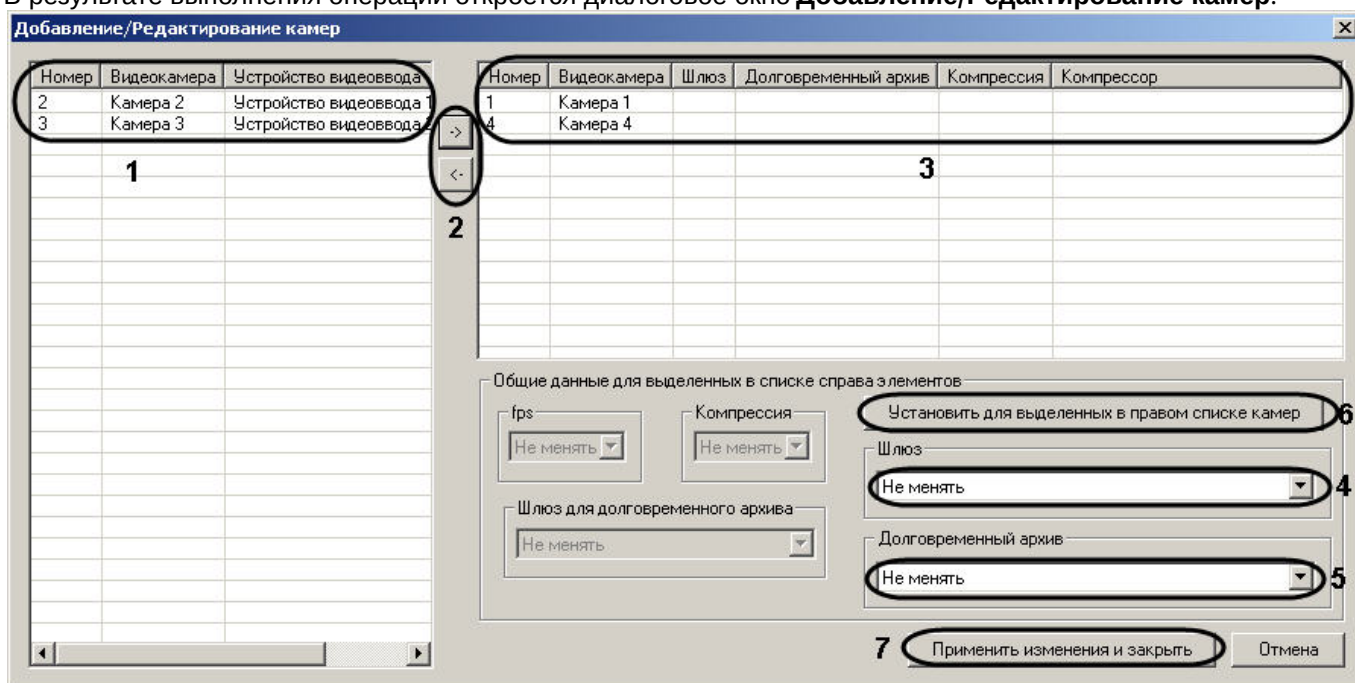 В результате выполнения операции откроется диалоговое окно Добавление/Редактирование камер.
Добавление/Редактирование камер
Номер Видеокамера Устройство видеоввода
2 Камера 2 Устройство видеоввода 1
3 Камера 3 Устройство видеоввода
1
->
<-
2
Номер Видеокамера Шлюз Долговременный архив Компрессия Компрессор
1 Камера 1
4 Камера 4
3
Общие данные для выделенных в списке справа элементов
fps
Не менять
Компрессия
Не менять
Установить для выделенных в правом списке камер 6
Шлюз
Не менять 4
Шлюз для долговременного архива
Не менять
Долговременный архив
Не менять 5
7 Применить изменения и закрыть Отмена